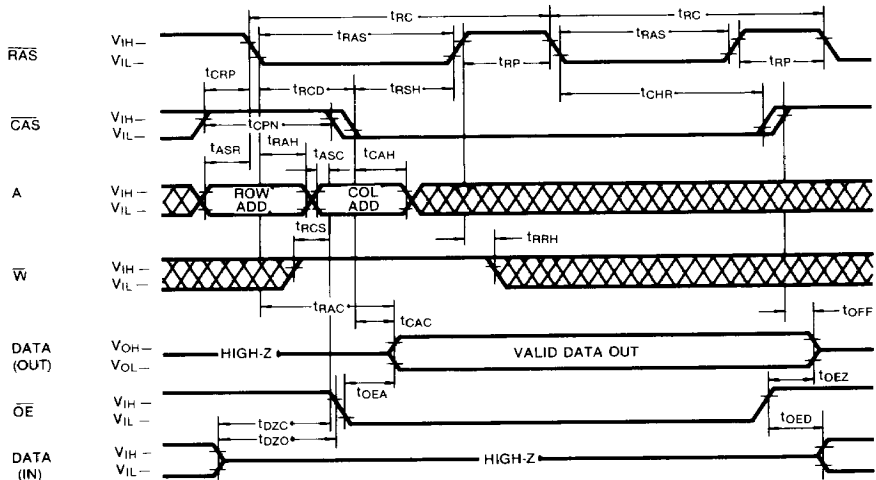 tRC tRC
RAS VIH VIL tRAS tRAS
tCRP tRCD tRSH tRP tCHR tRP
CAS VIH VIL tCPN
tASR tRAH tASC tCAH
A VIH VIL ROW ADD COL ADD
tRCS tRRH
W VIH VIL
tRAC tCAC tOFF
DATA (OUT) VOH VOL HIGH-Z VALID DATA OUT
tOEA tOEZ
OE VIH VIL
tDZC tOED
tDZO
DATA (IN) VIH VIL HIGH-Z